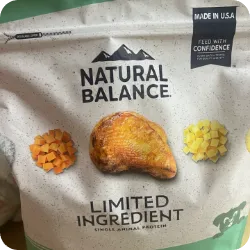 MADE IN U.S.A
FEED WITH
CONFIDENCE
NATURAL
BALANCE
LIMITED
INGREDIENT
SINGLE ANIMAL PROTEIN